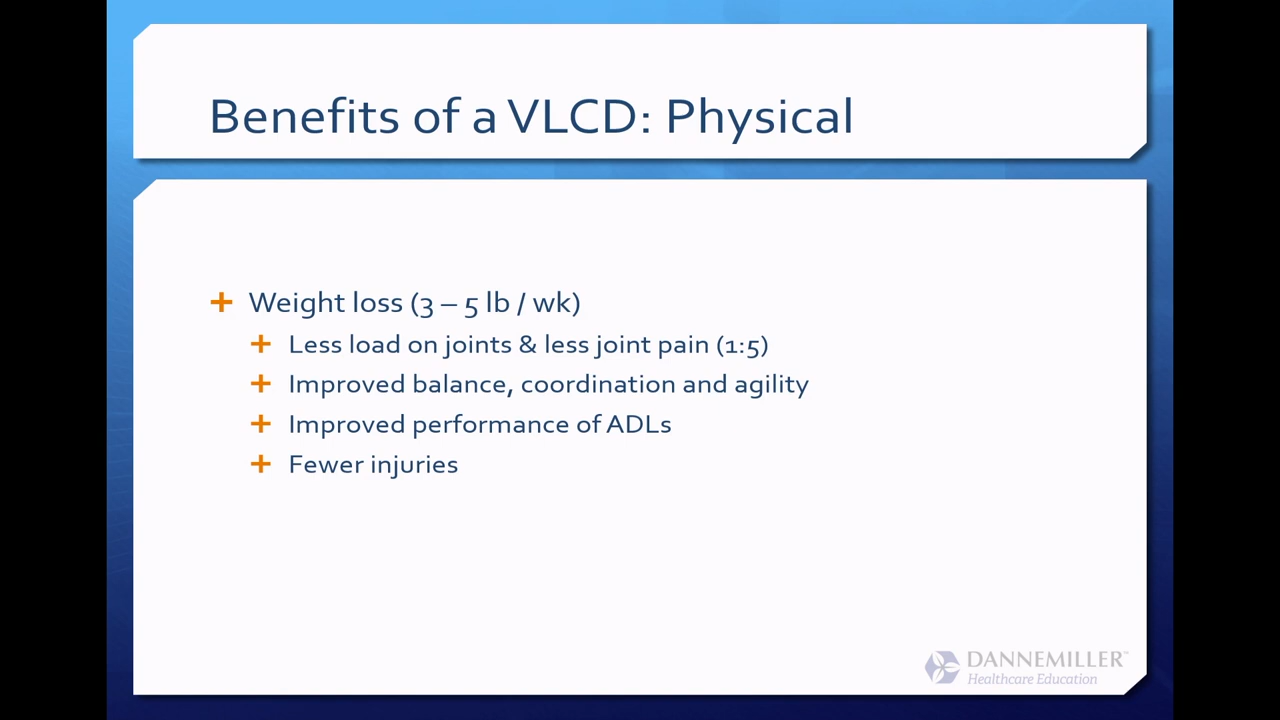 Benefits of a VLCD: Physical
Weight loss (3 – 5 lb / wk)
Less load on joints & less joint pain (1:5)
Improved balance, coordination and agility
Improved performance of ADLs
Fewer injuries
DANNEMILLER™
Healthcare Education